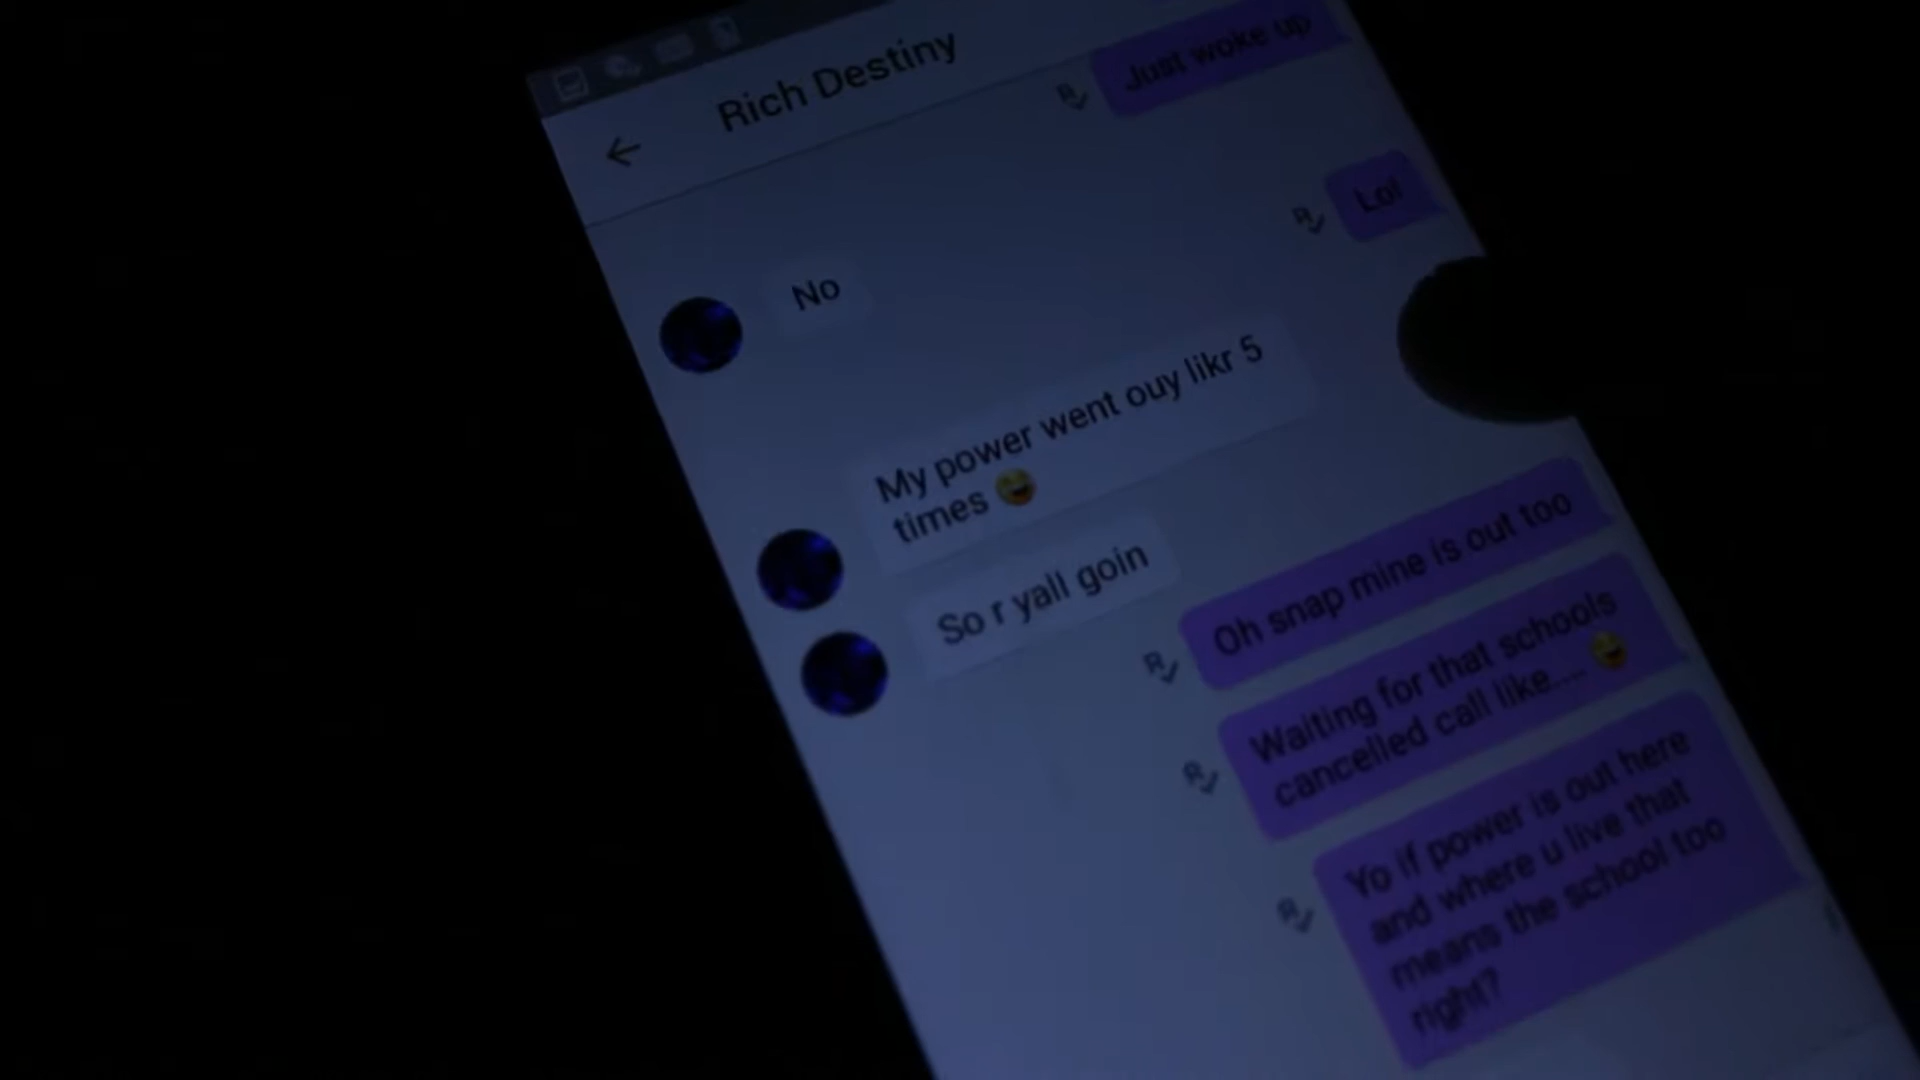 Rich Destiny
Just woke up
Lol
No
My power went ouy likr 5
times 😆
So r yall goin
Oh snap mine is out too
Waiting for that schools
cancelled call like.... 😆
Yo if power is out here
and where u live that
means the school too
right?